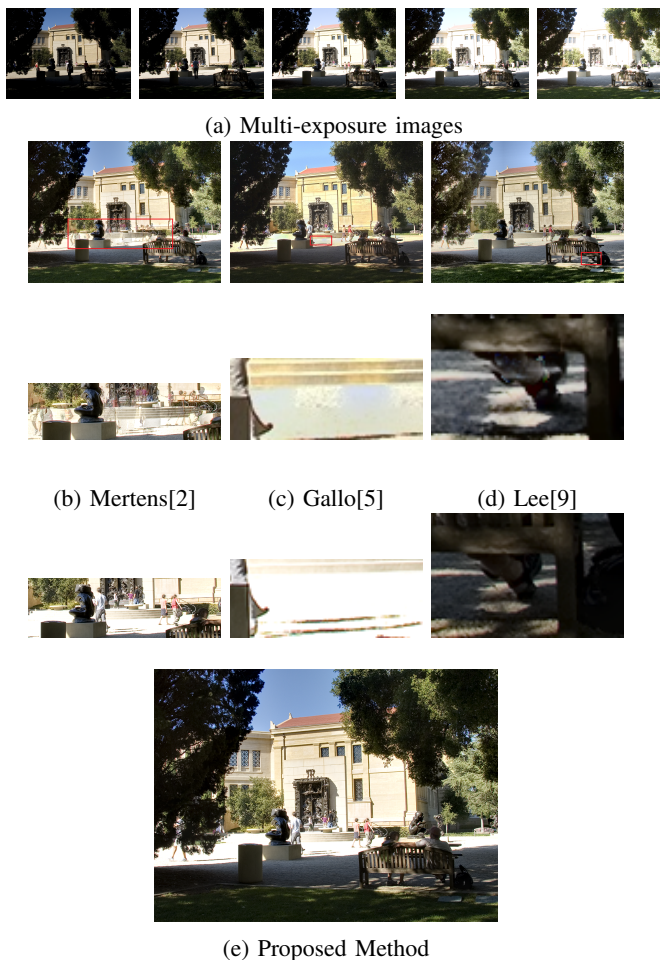 (a) Multi-exposure images
(b) Mertens[2] (c) Gallo[5] (d) Lee[9]
(e) Proposed Method